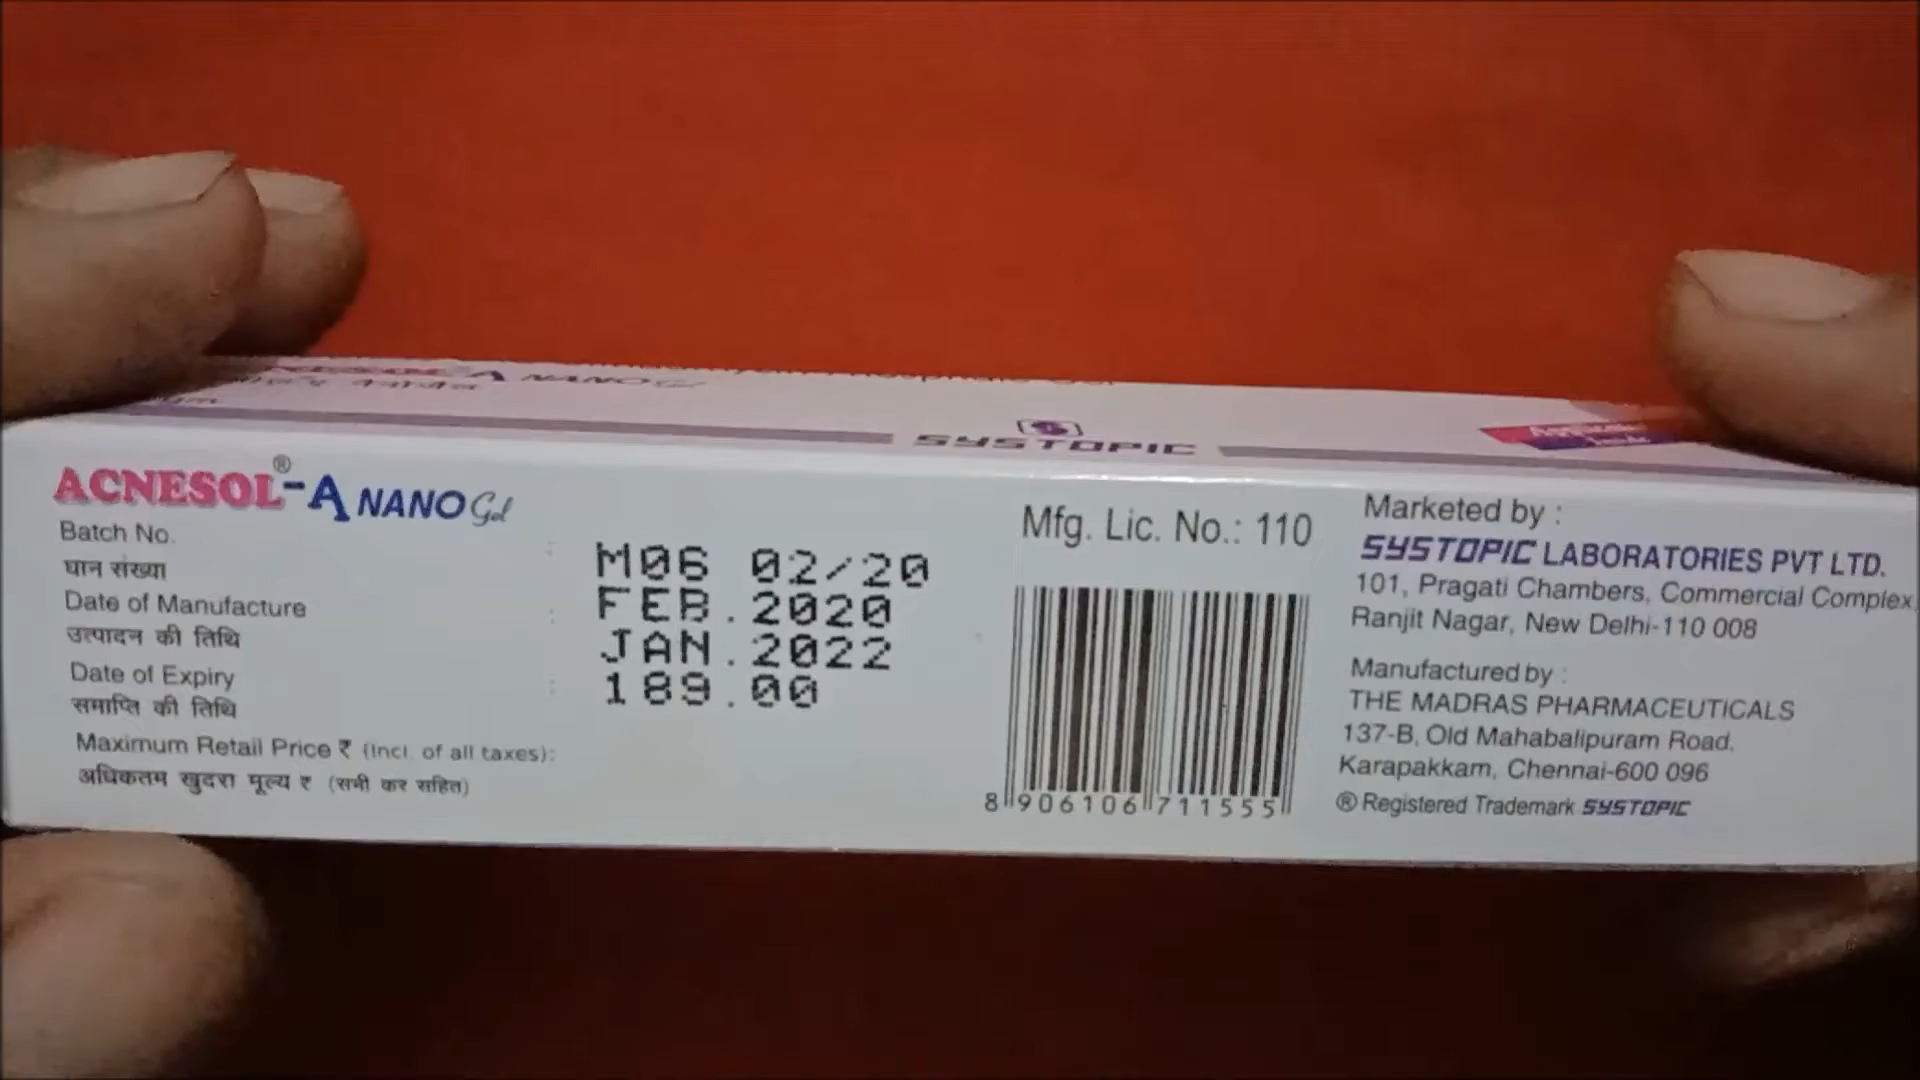 NANO Gel
SYSTOPIC
ACNESOL®-A NANO Gel
Batch No.
घान संख्या
Date of Manufacture
उत्पादन की तिथि
Date of Expiry
समाप्ति की तिथि
Maximum Retail Price ₹ (Incl. of all taxes):
अधिकतम खुदरा मूल्य ₹ (सभी कर सहित)
M06 02/20
FEB.2020
JAN.2022
189.00
Mfg. Lic. No.: 110
8 906106 711555
Marketed by :
SYSTOPIC LABORATORIES PVT LTD.
101, Pragati Chambers, Commercial Complex,
Ranjit Nagar, New Delhi-110 008
Manufactured by :
THE MADRAS PHARMACEUTICALS
137-B, Old Mahabalipuram Road,
Karapakkam, Chennai-600 096
® Registered Trademark SYSTOPIC